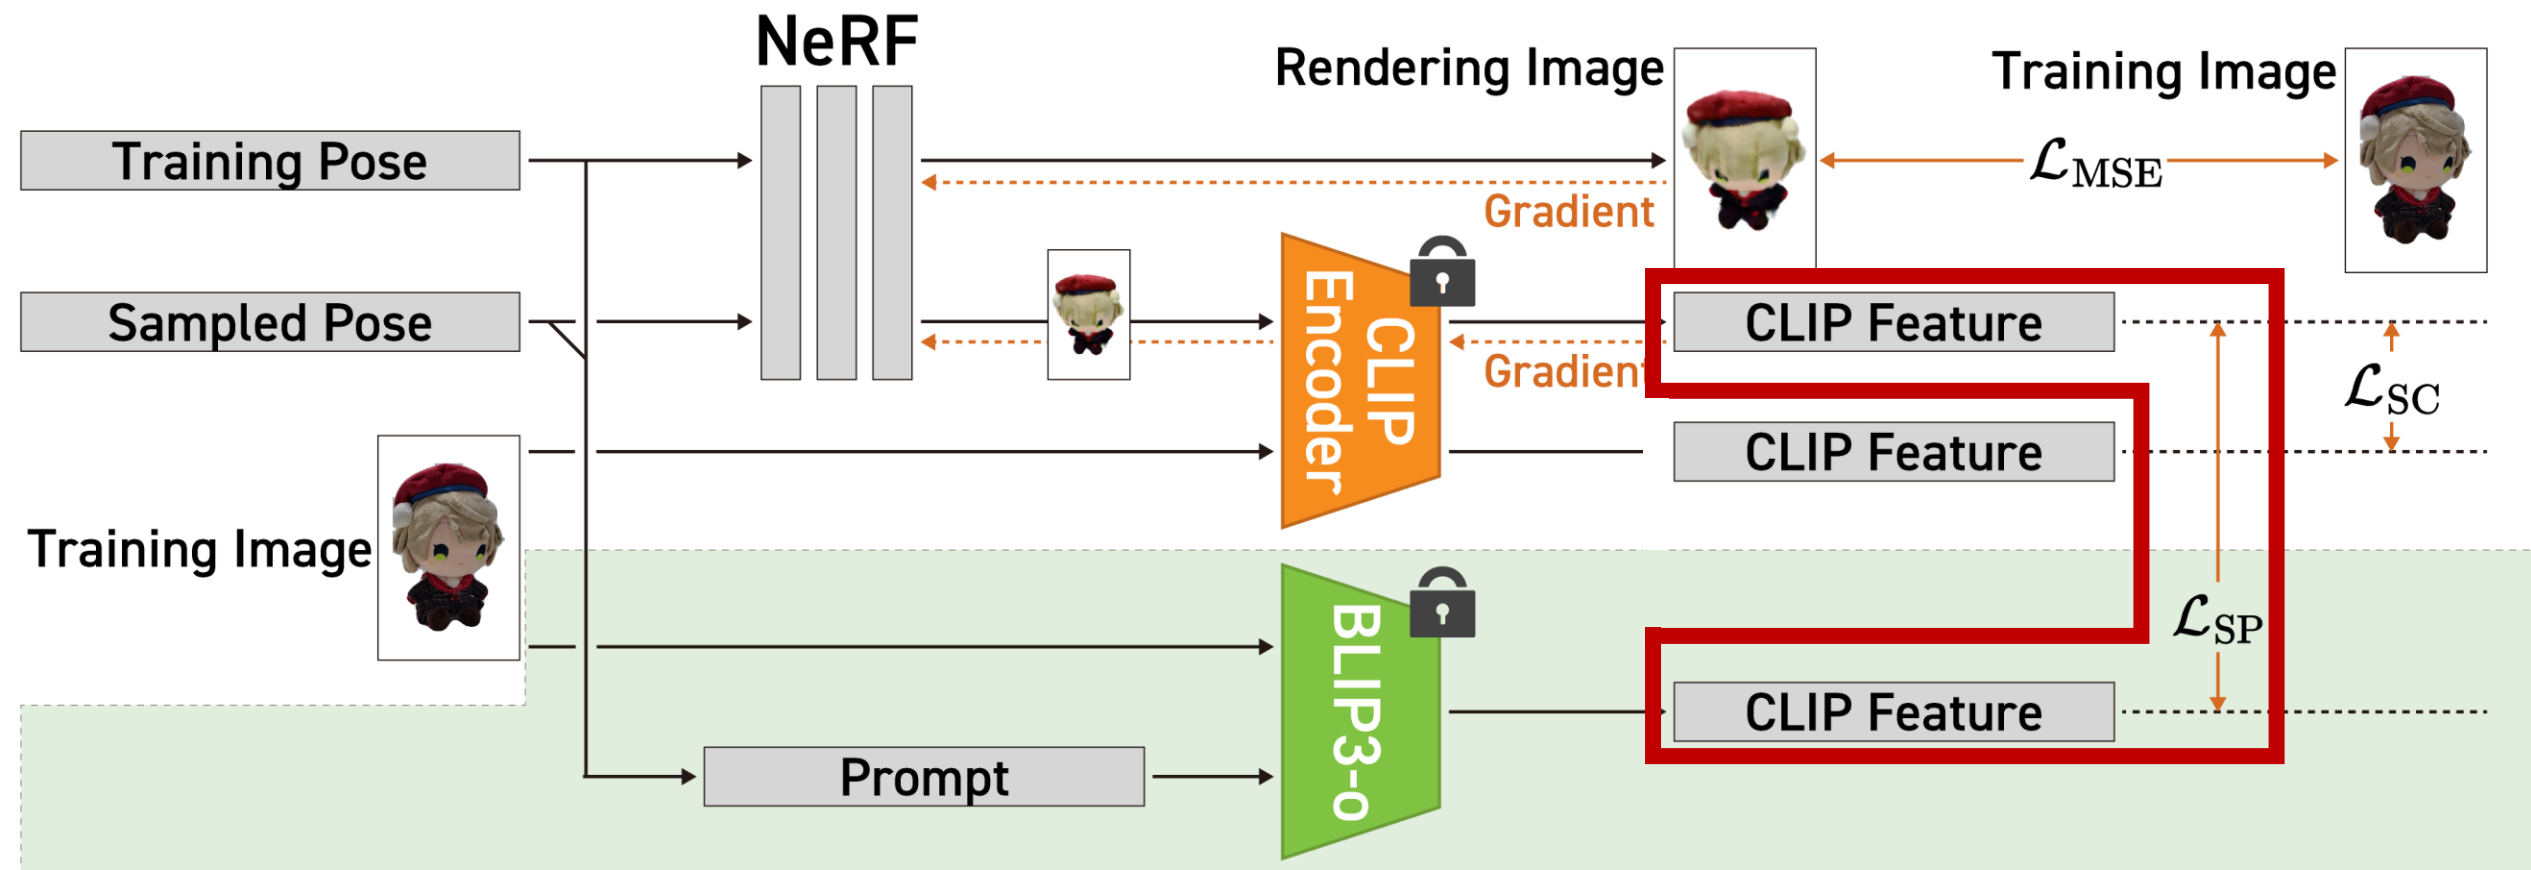 NeRF
Rendering Image
Training Image
Training Pose
ℒMSE
Gradient
Sampled Pose
CLIP Encoder
CLIP Feature
Gradient
ℒSC
CLIP Feature
Training Image
BLIP3-o
ℒSP
CLIP Feature
Prompt